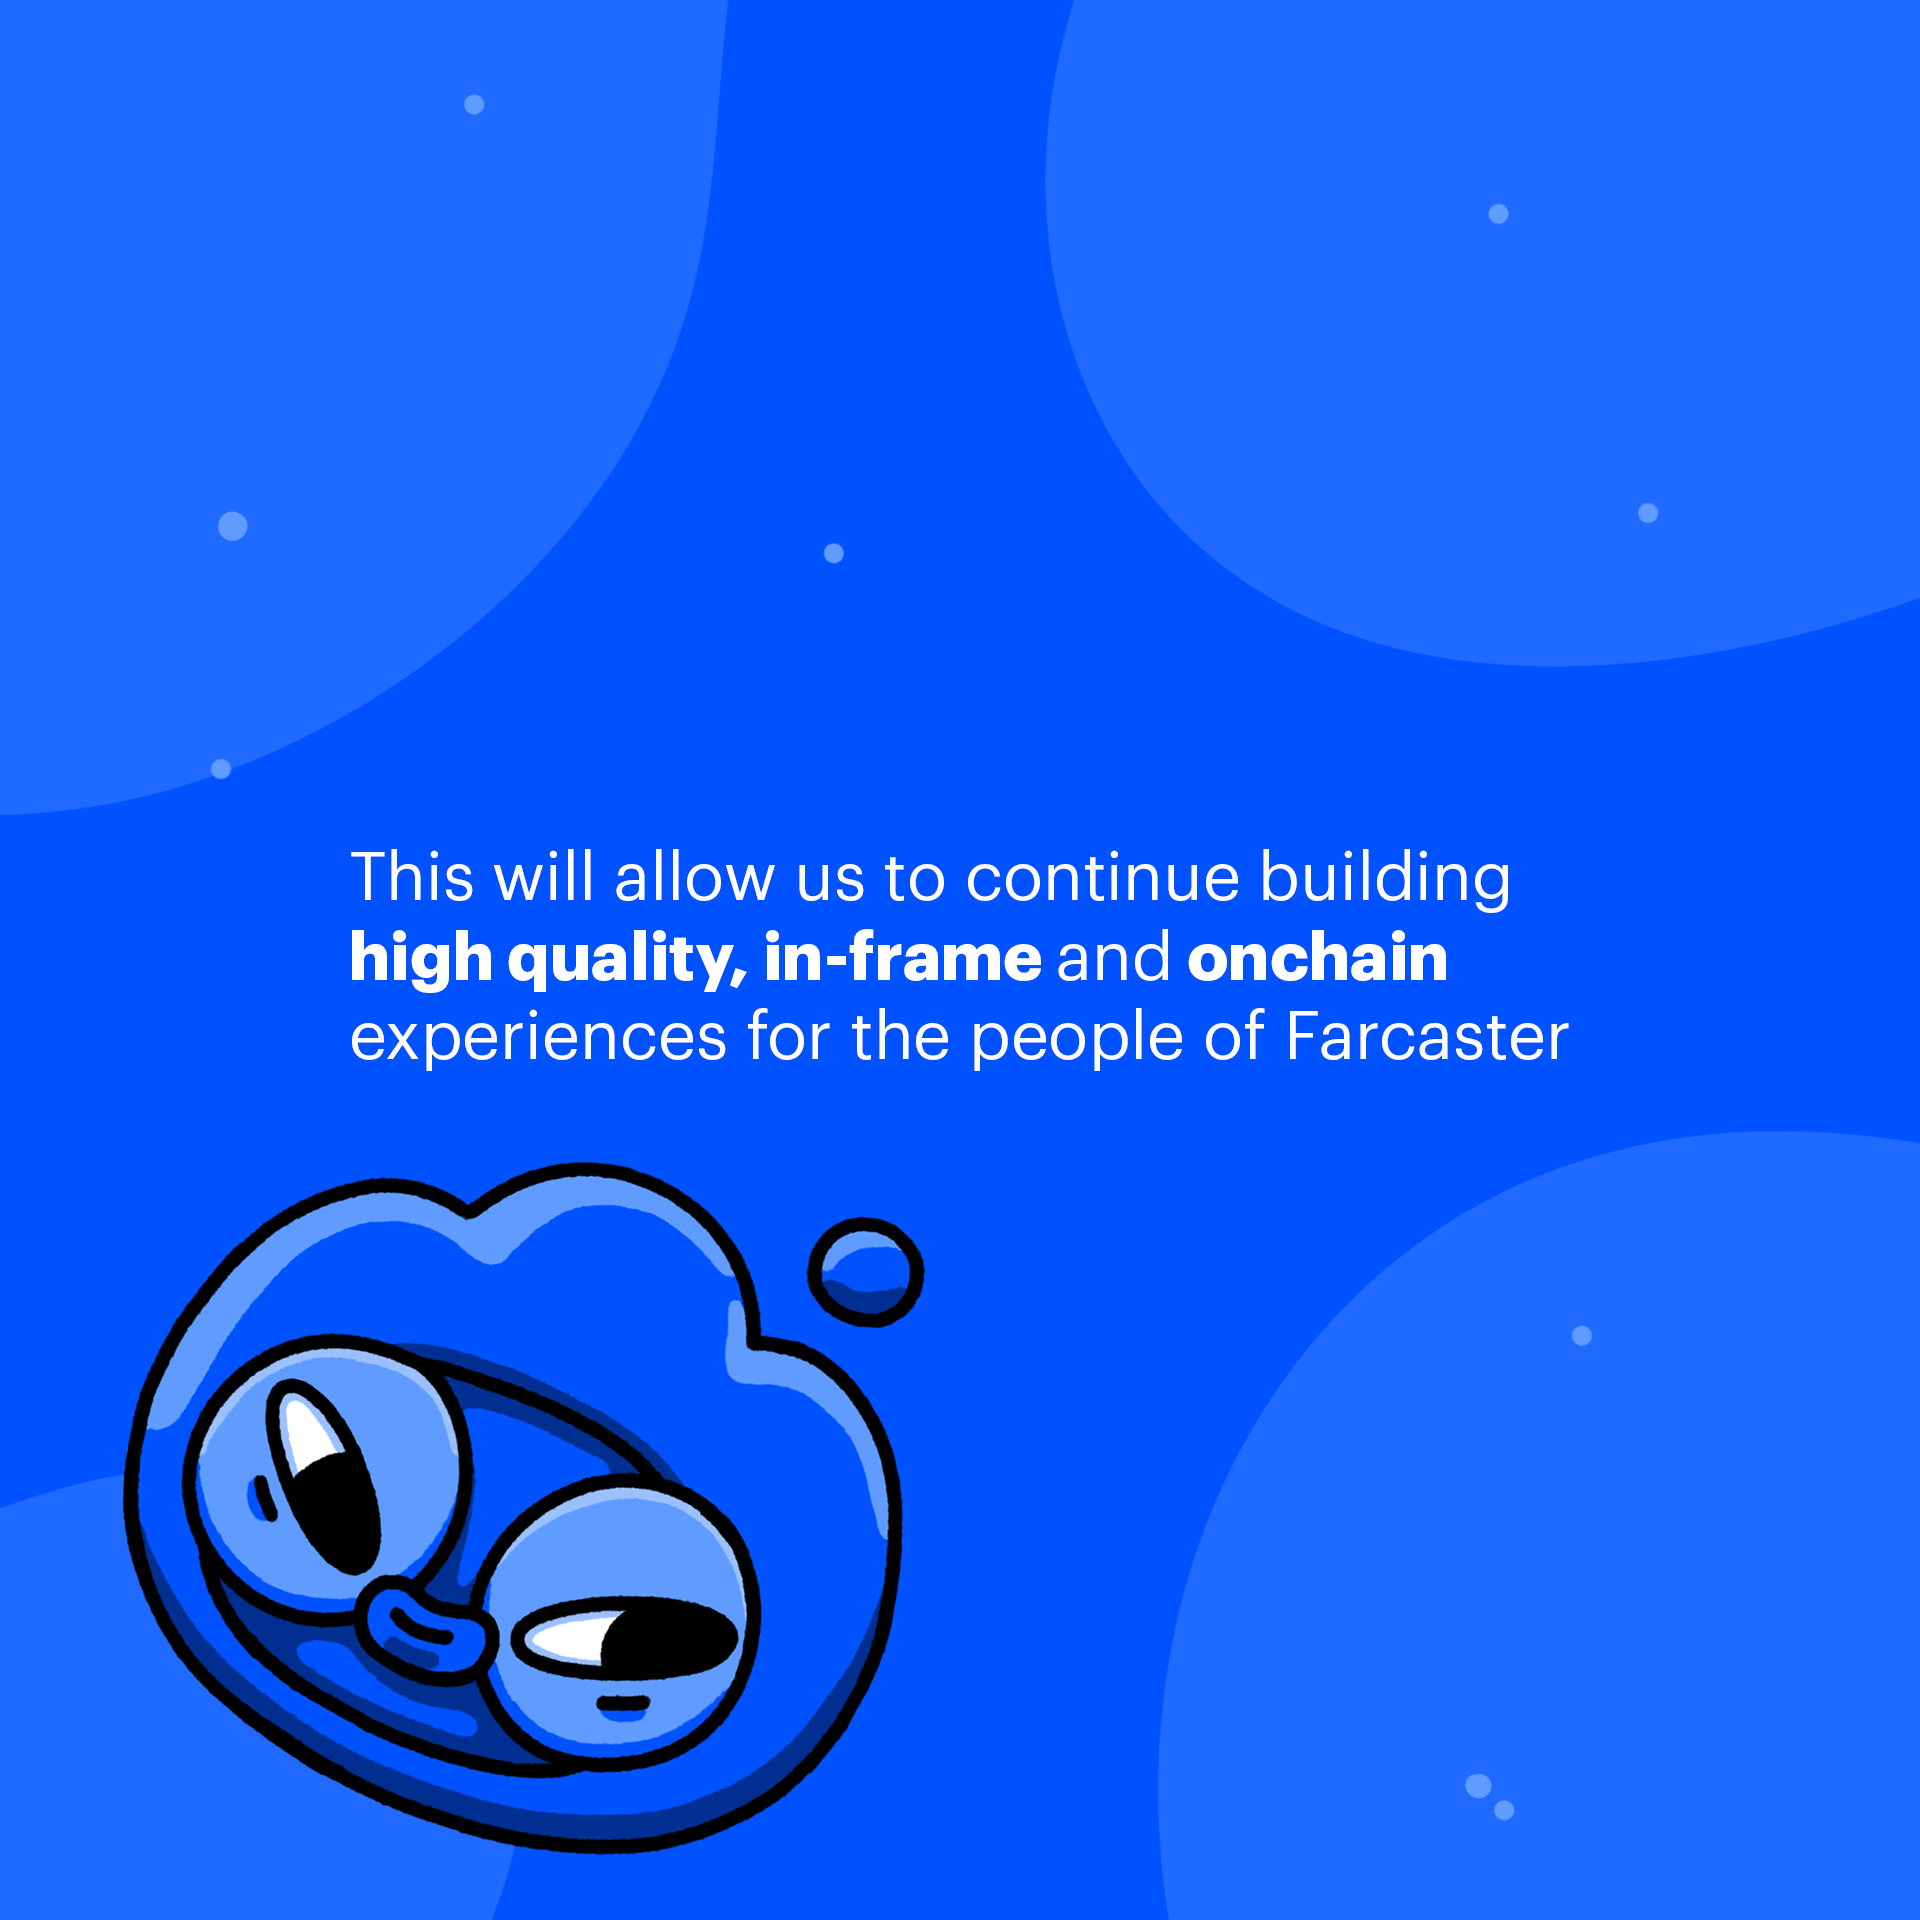 This will allow us to continue building
high quality, in-frame and onchain
experiences for the people of Farcaster